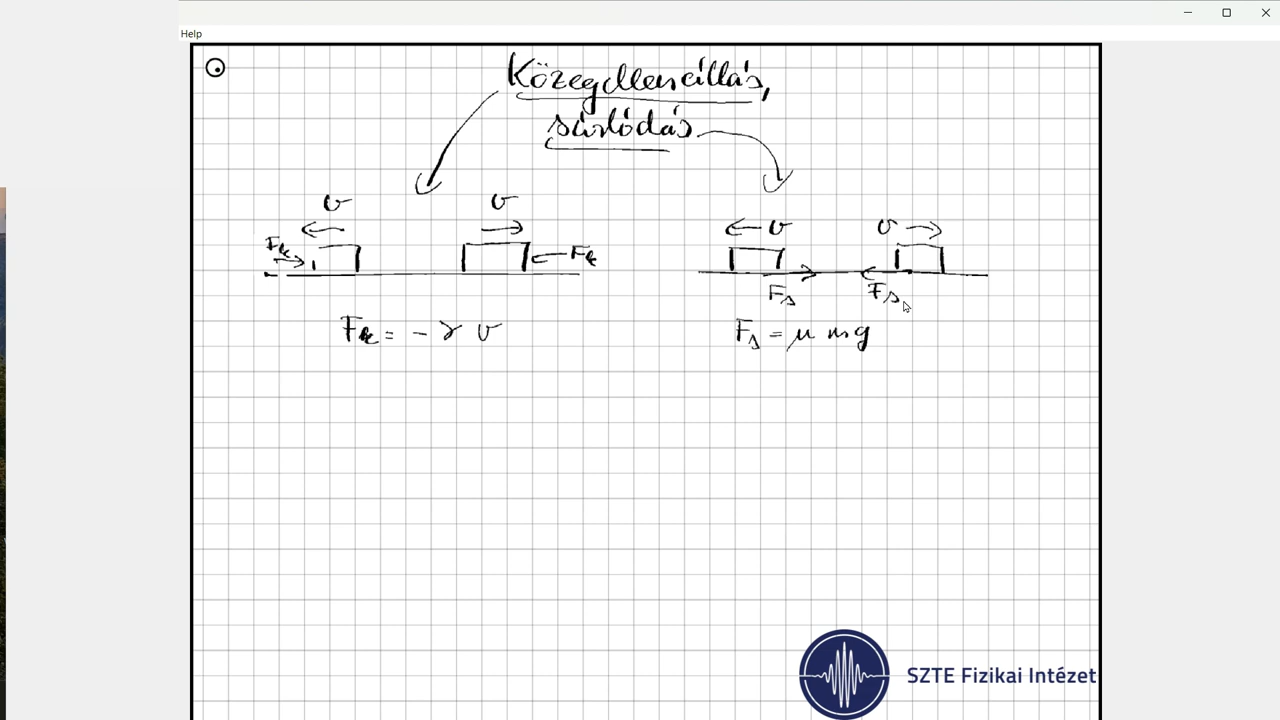 Help
Közegellenállás,
súrlódás
v
v
v
v
Fk
Fk
Fs
Fs
Fk = - γ v
Fs = μ m g
SZTE Fizikai Intézet